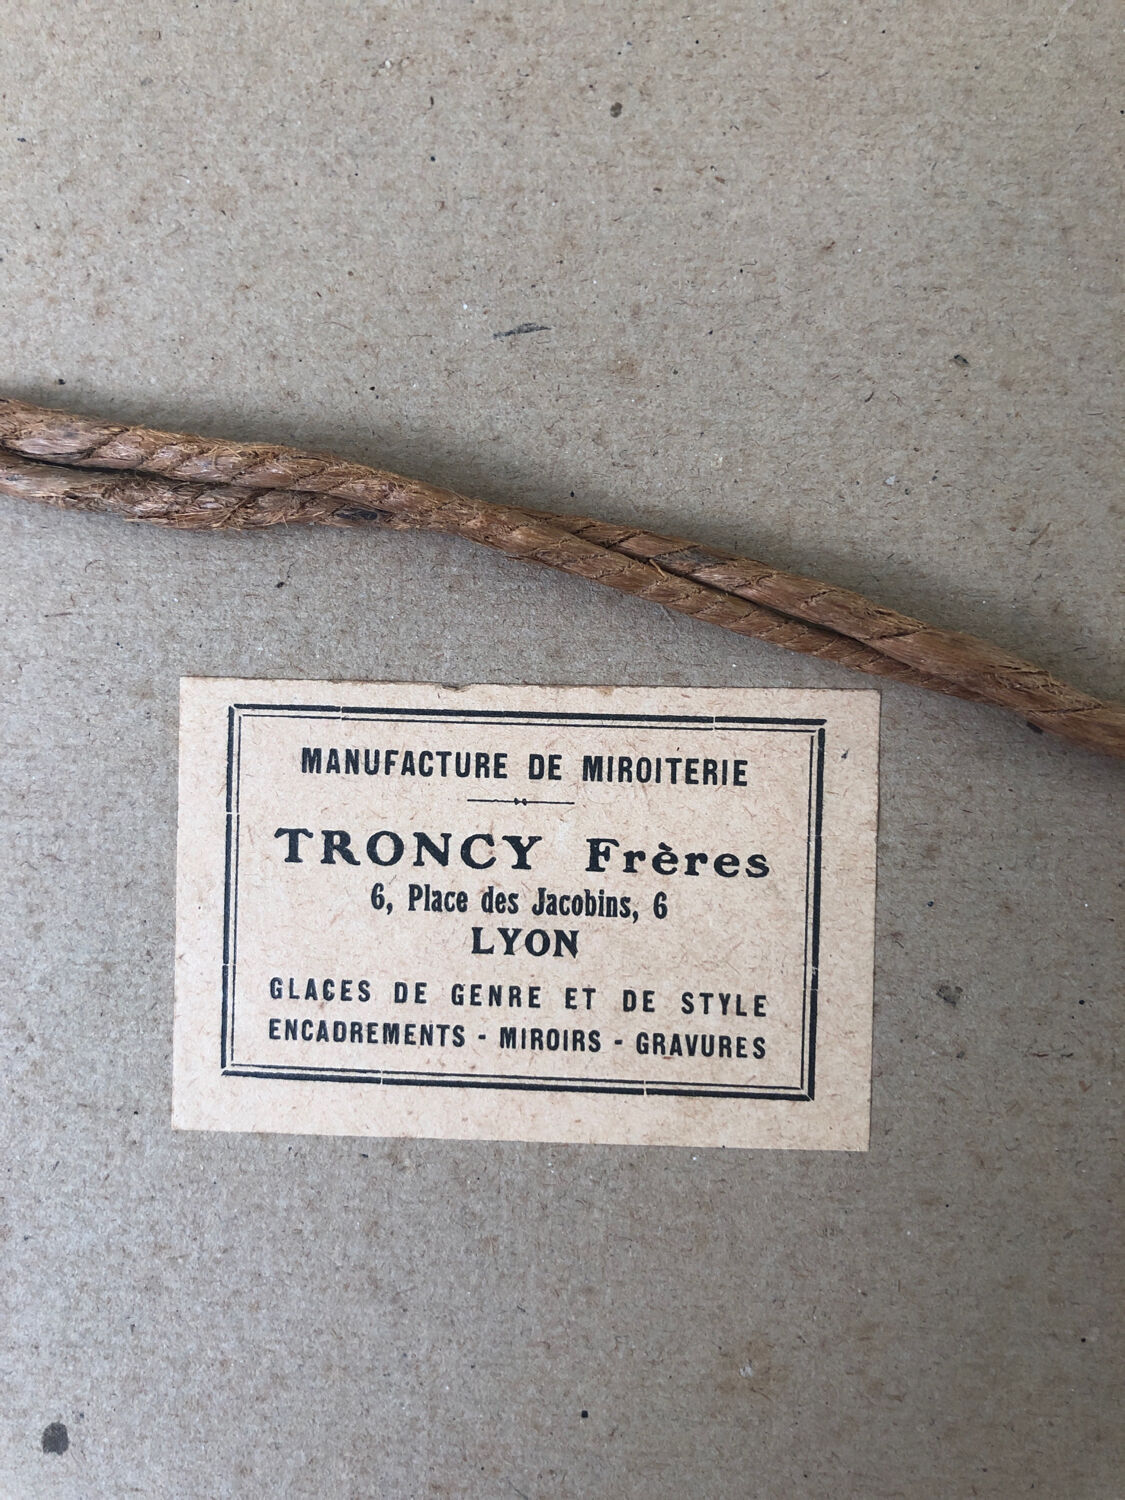 MANUFACTURE DE MIROITERIE
TRONCY Frères
6, Place des Jacobins, 6
LYON
GLACES DE GENRE ET DE STYLE
ENCADREMENTS - MIROIRS - GRAVURES